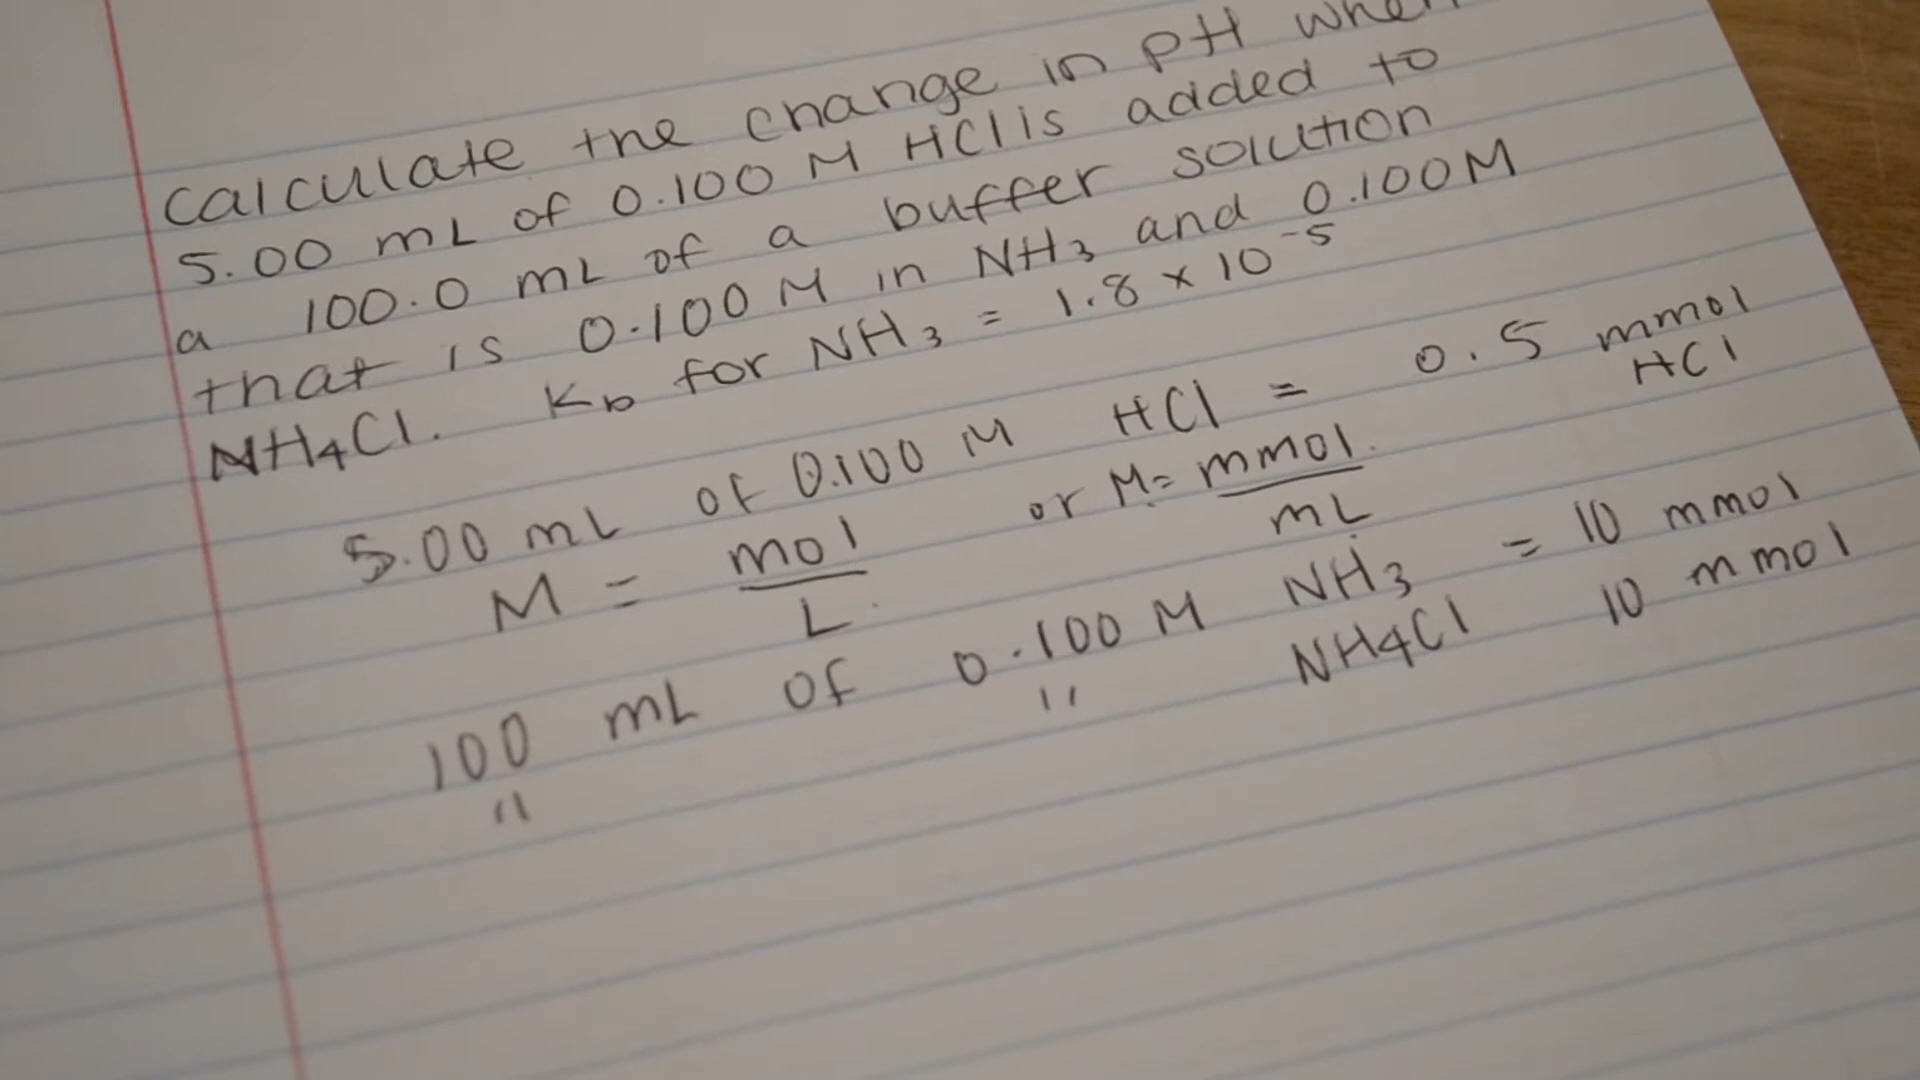 calculate the change in pH when
5.00 mL of 0.100 M HCl is added to
a 100.0 mL of a buffer solution
that is 0.100 M in NH3 and 0.100 M
NH4Cl. Kb for NH3 = 1.8 x 10^-5
5.00 mL of 0.100 M HCl = 0.5 mmol HCl
M = mol/L or M = mmol/mL
100 mL of 0.100 M NH3 = 10 mmol
" " NH4Cl 10 mmol